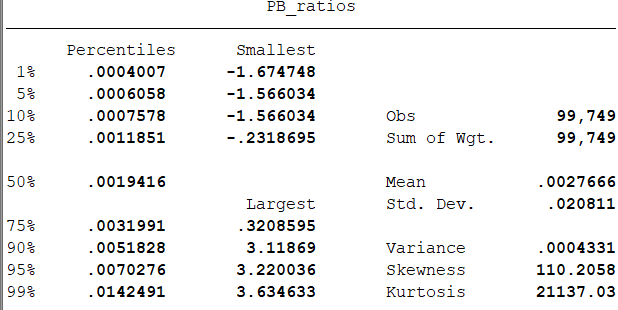 PB_ratios
Percentiles Smallest
1% .0004007 -1.674748
5% .0006058 -1.566034
10% .0007578 -1.566034 Obs 99,749
25% .0011851 -.2318695 Sum of Wgt. 99,749
50% .0019416 Mean .0027666
Largest Std. Dev. .020811
75% .0031991 .3208595
90% .0051828 3.11869 Variance .0004331
95% .0070276 3.220036 Skewness 110.2058
99% .0142491 3.634633 Kurtosis 21137.03